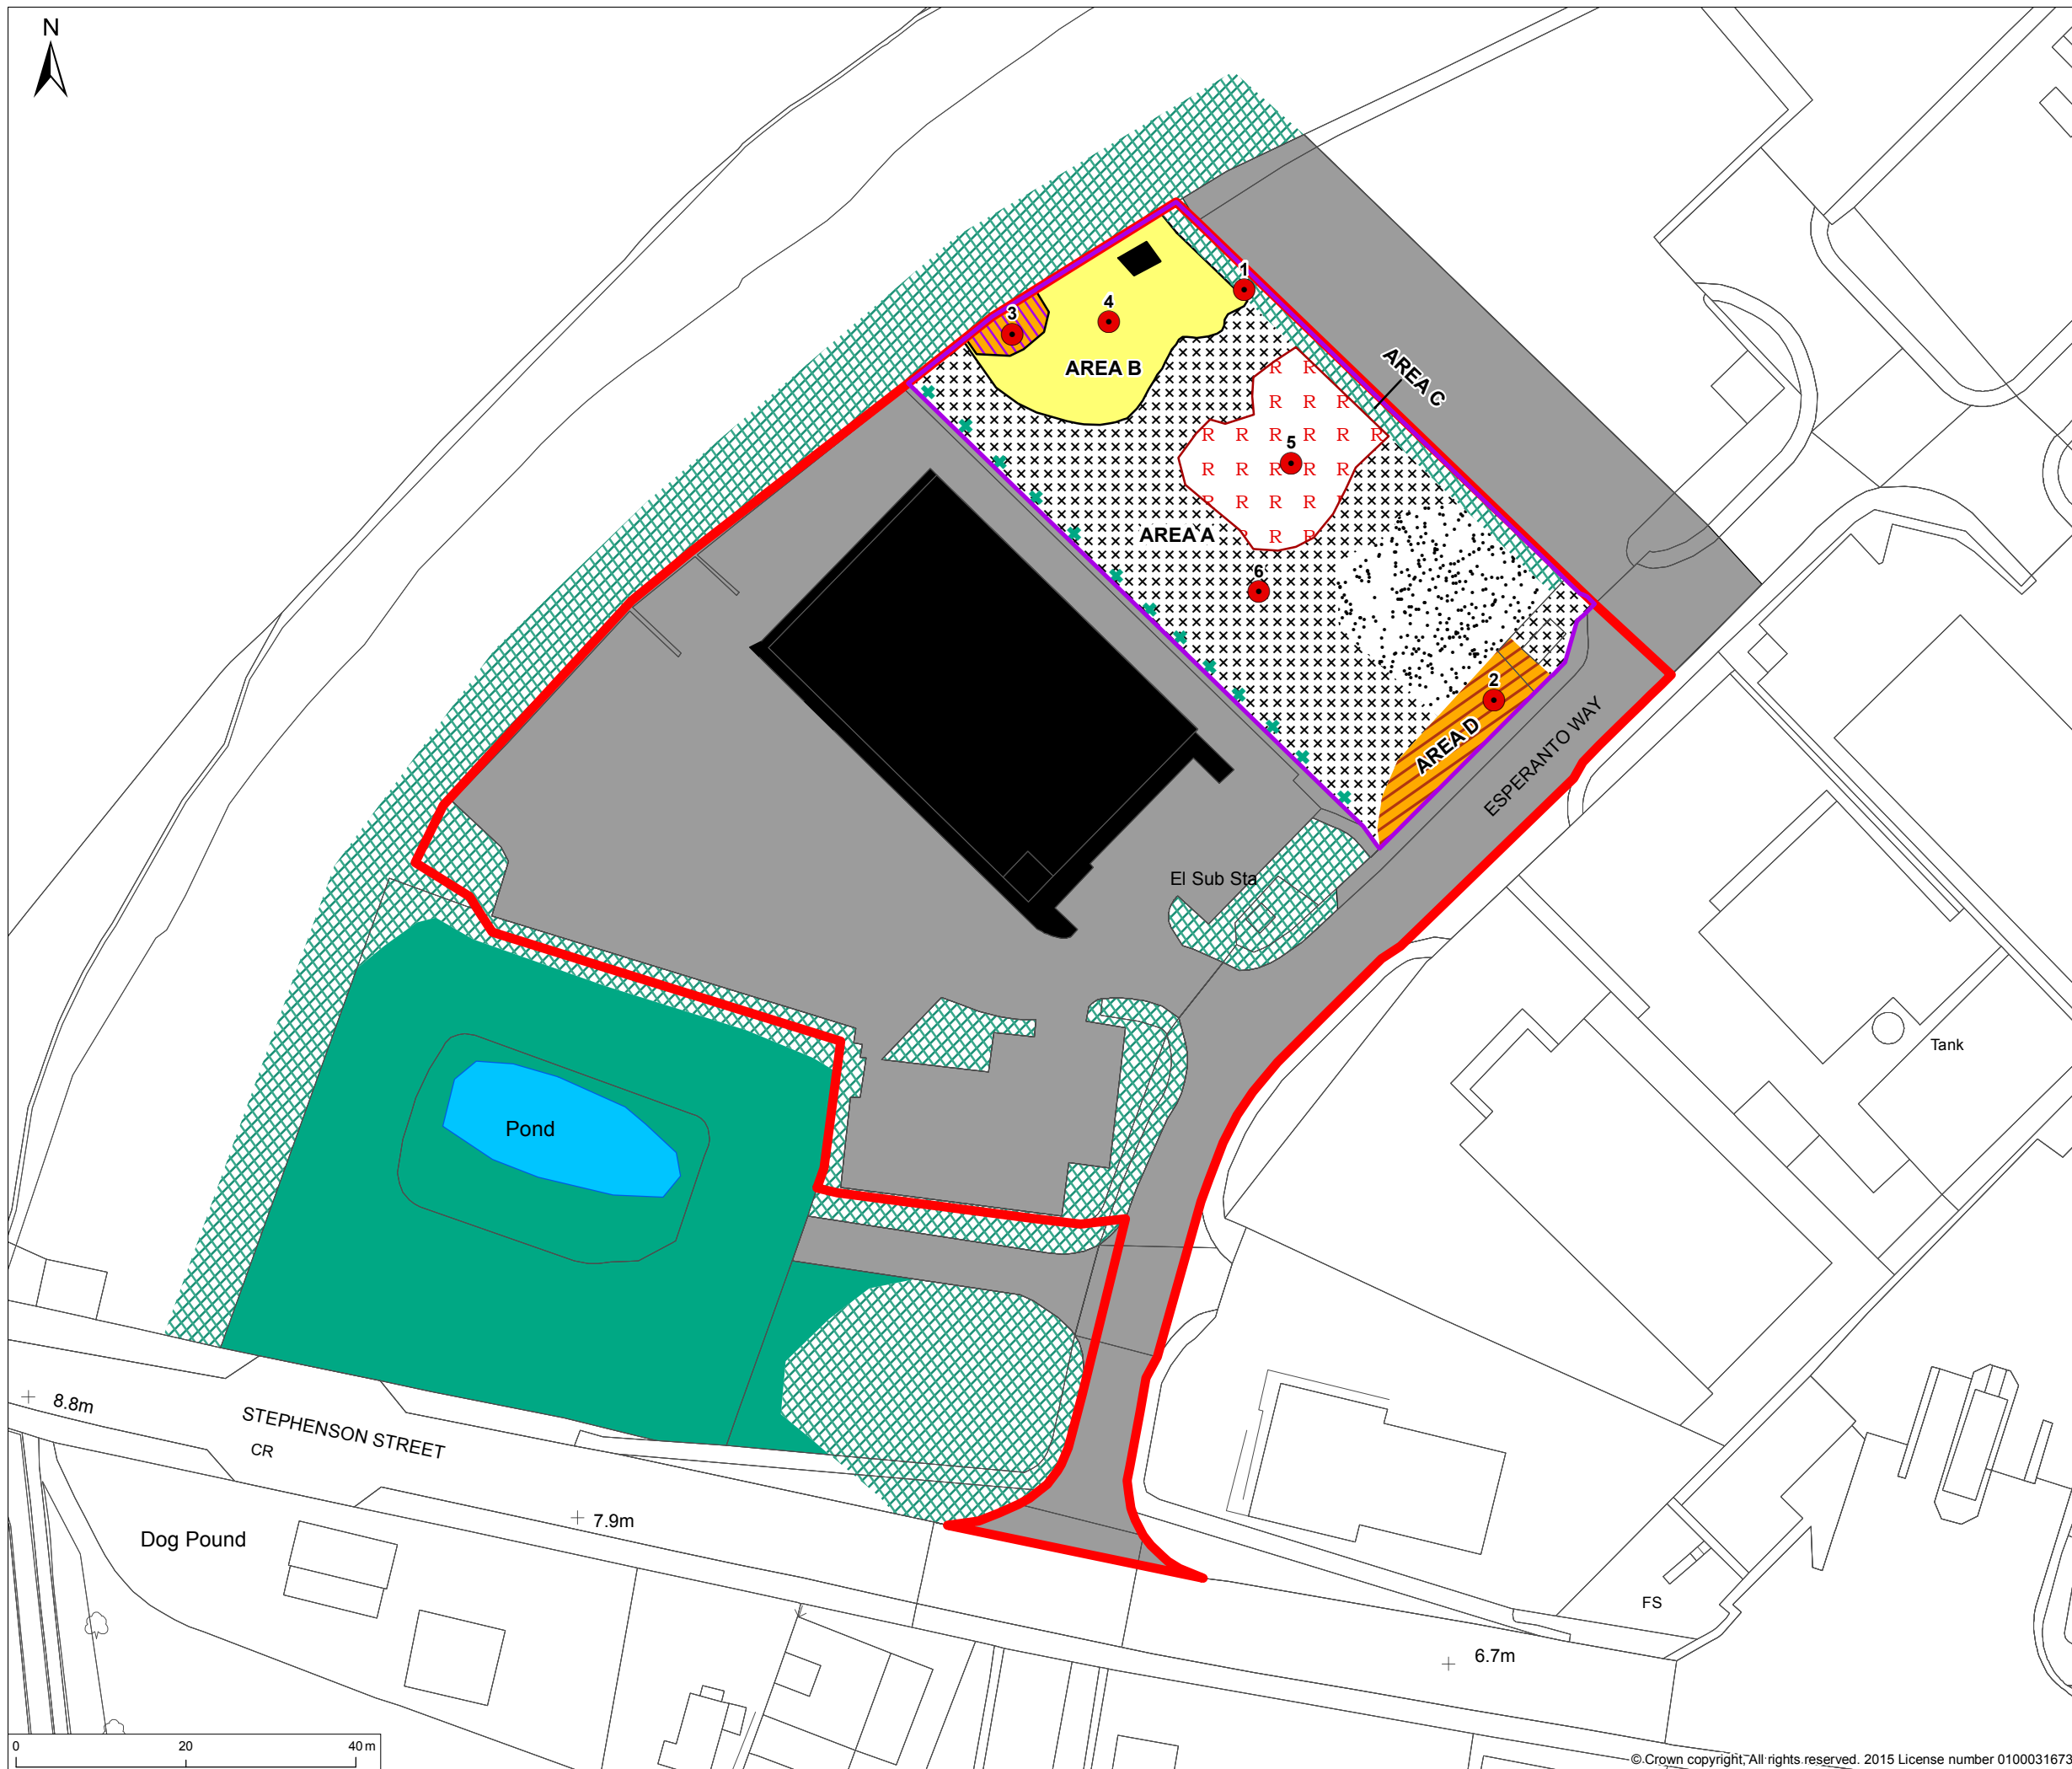 N
1
3
4
AREA B
AREA C
R R
R R R
R R R R R R
5
R R R R
R R R R
R R R
AREA A
6
2
AREA D
ESPERANTO WAY
El Sub Sta
Tank
Pond
8.8m
STEPHENSON STREET
CR
7.9m
Dog Pound
FS
6.7m
0 20 40 m
© Crown copyright, All rights reserved. 2015 License number 0100031673